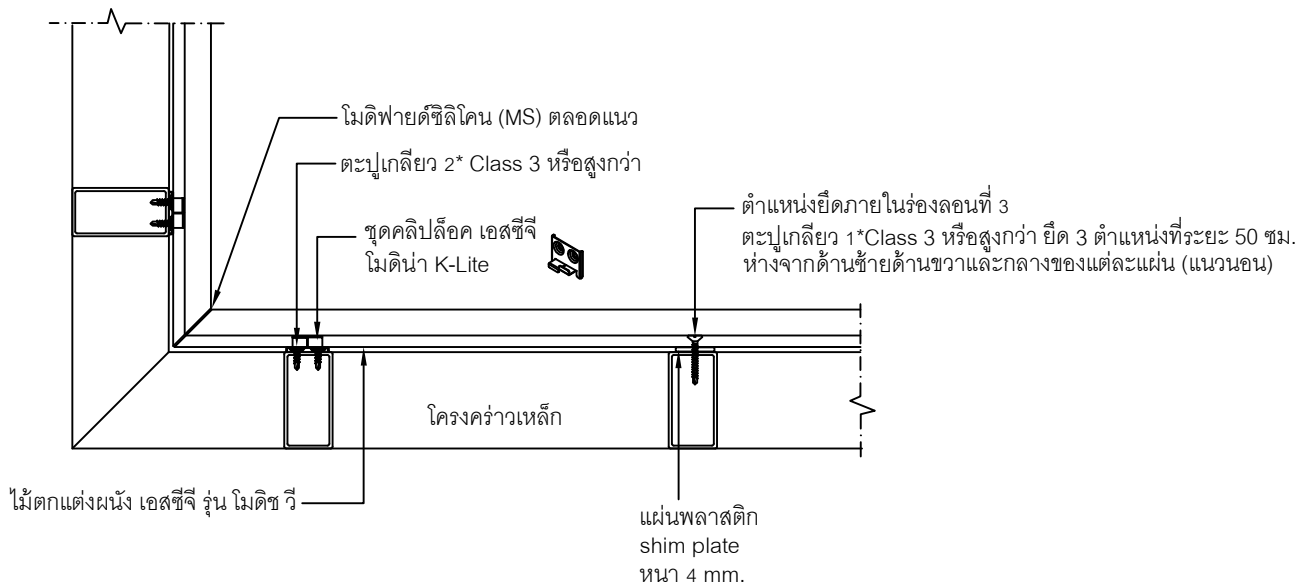 โมดิฟายด์ซิลิโคน (MS) ตลอดแนว
ตะปูเกลียว 2* Class 3 หรือสูงกว่า
ชุดคลิปล็อค เอสซีจี
โมดิน่า K-Lite
ตำแหน่งยึดภายในร่องลอนที่ 3
ตะปูเกลียว 1*Class 3 หรือสูงกว่า ยึด 3 ตำแหน่งที่ระยะ 50 ซม.
ห่างจากด้านซ้ายด้านขวาและกลางของแต่ละแผ่น (แนวนอน)
โครงคร่าวเหล็ก
ไม้ตกแต่งผนัง เอสซีจี รุ่น โมดิช วี
แผ่นพลาสติก
shim plate
หนา 4 mm.